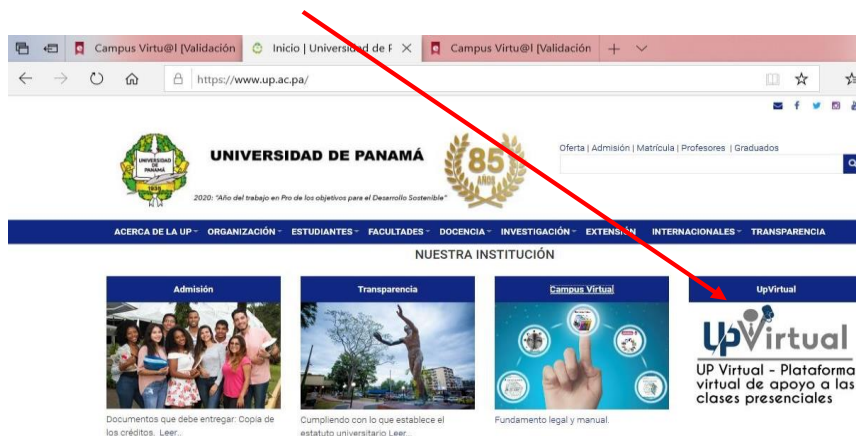 Campus Virtu@l [Validación
Inicio | Universidad de P
Campus Virtu@l [Validación
https://www.up.ac.pa/
UNIVERSIDAD
DE
PANAMÁ
1935
UNIVERSIDAD DE PANAMÁ
2020: "Año del trabajo en Pro de los objetivos para el Desarrollo Sostenible"
85
AÑOS
Oferta | Admisión | Matrícula | Profesores | Graduados
ACERCA DE LA UP ORGANIZACIÓN ESTUDIANTES FACULTADES DOCENCIA INVESTIGACIÓN EXTENSIÓN INTERNACIONALES TRANSPARENCIA
NUESTRA INSTITUCIÓN
Admisión
Documentos que debe entregar: Copia de
los créditos. Leer..
Transparencia
Cumpliendo con lo que establece el
estatuto universitario Leer...
Campus Virtual
Fundamento legal y manual.
UpVirtual
UpVirtual
UP Virtual - Plataforma
virtual de apoyo a las
clases presenciales